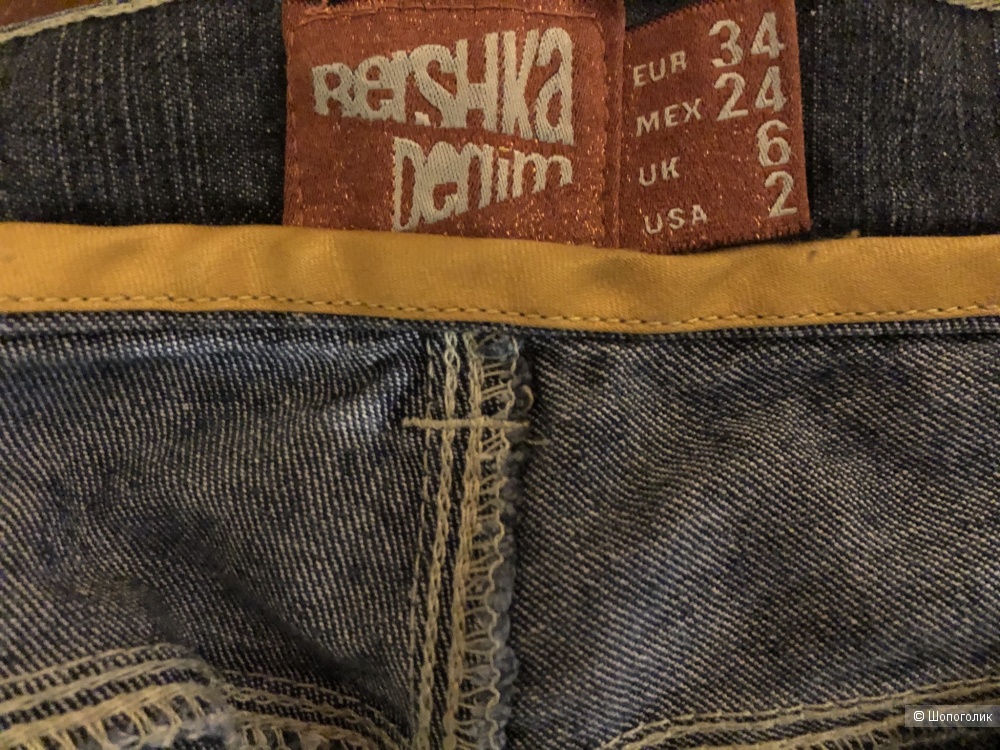 Bershka
Denim
EUR 34
MEX 24
UK 6
USA 2
© Шопоголик